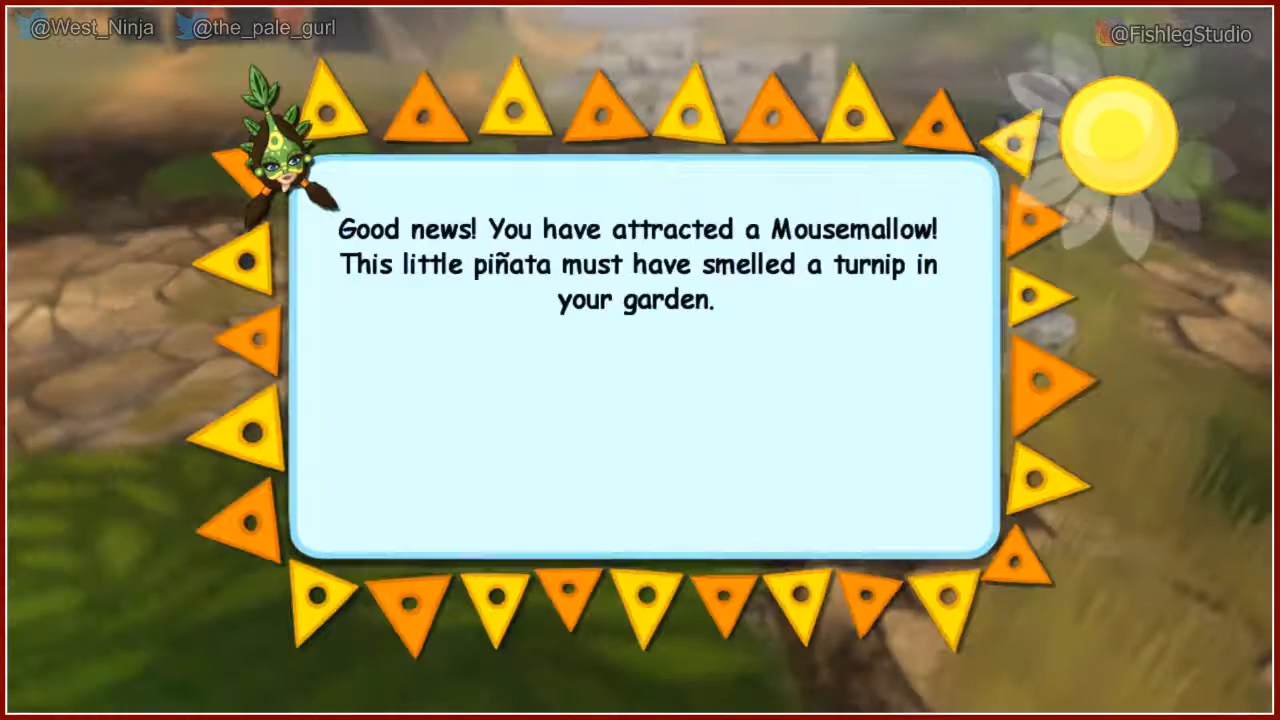 @West_Ninja @the_pale_gurl @FishlegStudio
Good news! You have attracted a Mousemallow!
This little piñata must have smelled a turnip in
your garden.